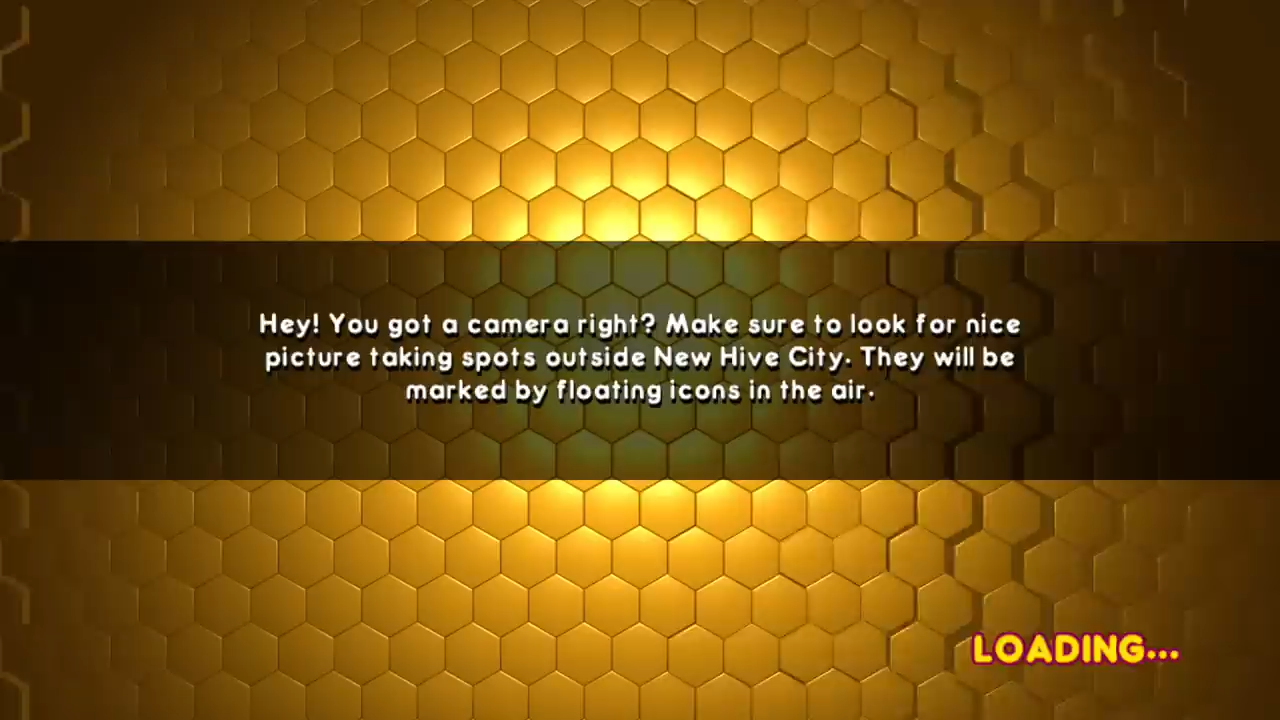 Hey! You got a camera right? Make sure to look for nice
picture taking spots outside New Hive City. They will be
marked by floating icons in the air.
LOADING...